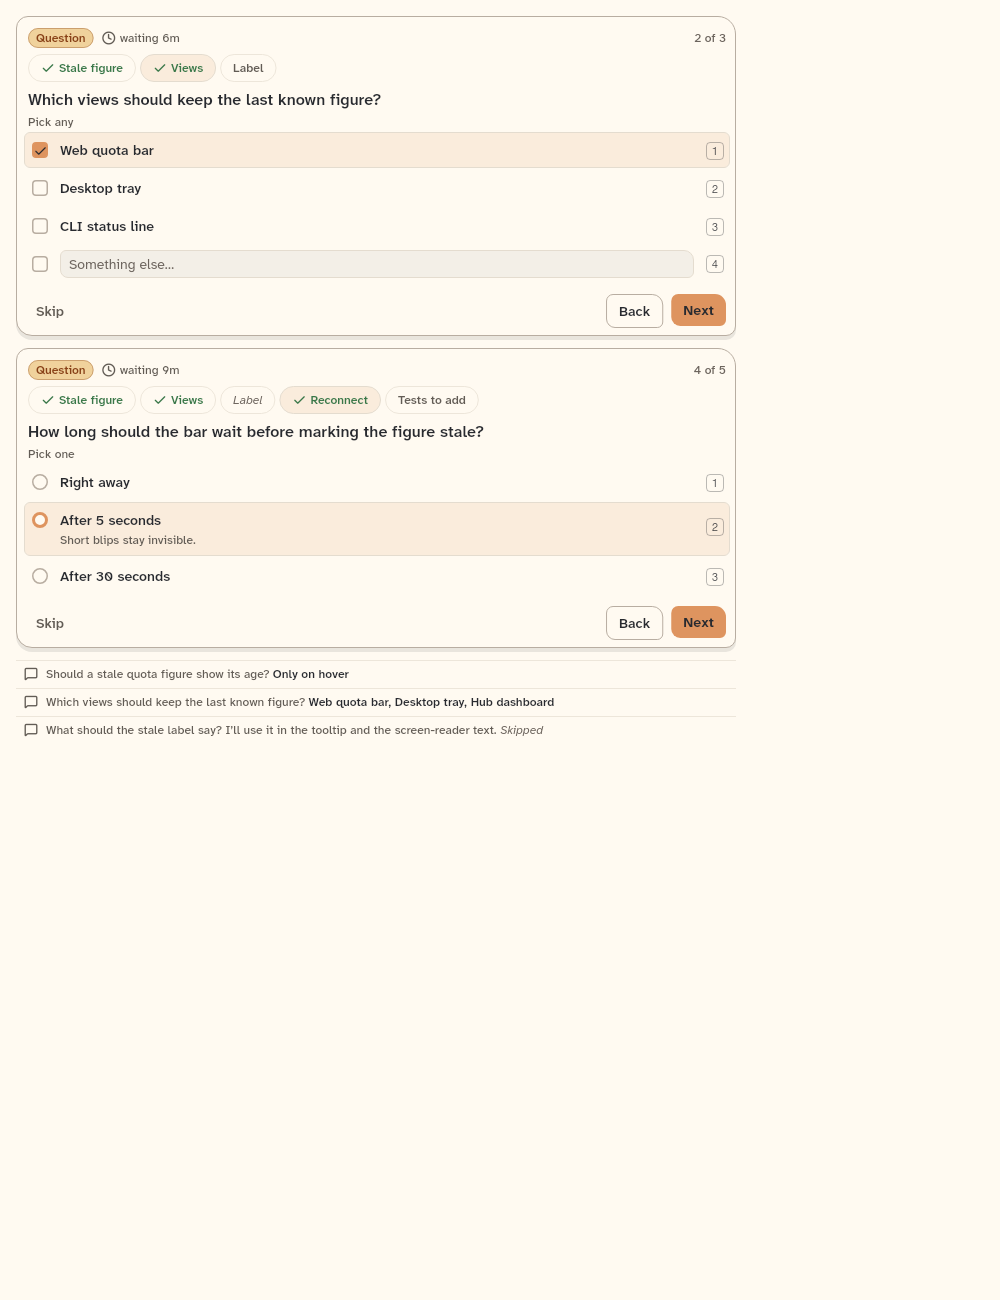 Question waiting 6m 2 of 3
Stale figure Views Label
Which views should keep the last known figure?
Pick any
Web quota bar 1
Desktop tray 2
CLI status line 3
Something else... 4
Skip Back Next
Question waiting 9m 4 of 5
Stale figure Views Label Reconnect Tests to add
How long should the bar wait before marking the figure stale?
Pick one
Right away 1
After 5 seconds 2
Short blips stay invisible.
After 30 seconds 3
Skip Back Next
Should a stale quota figure show its age? Only on hover
Which views should keep the last known figure? Web quota bar, Desktop tray, Hub dashboard
What should the stale label say? I'll use it in the tooltip and the screen-reader text. Skipped